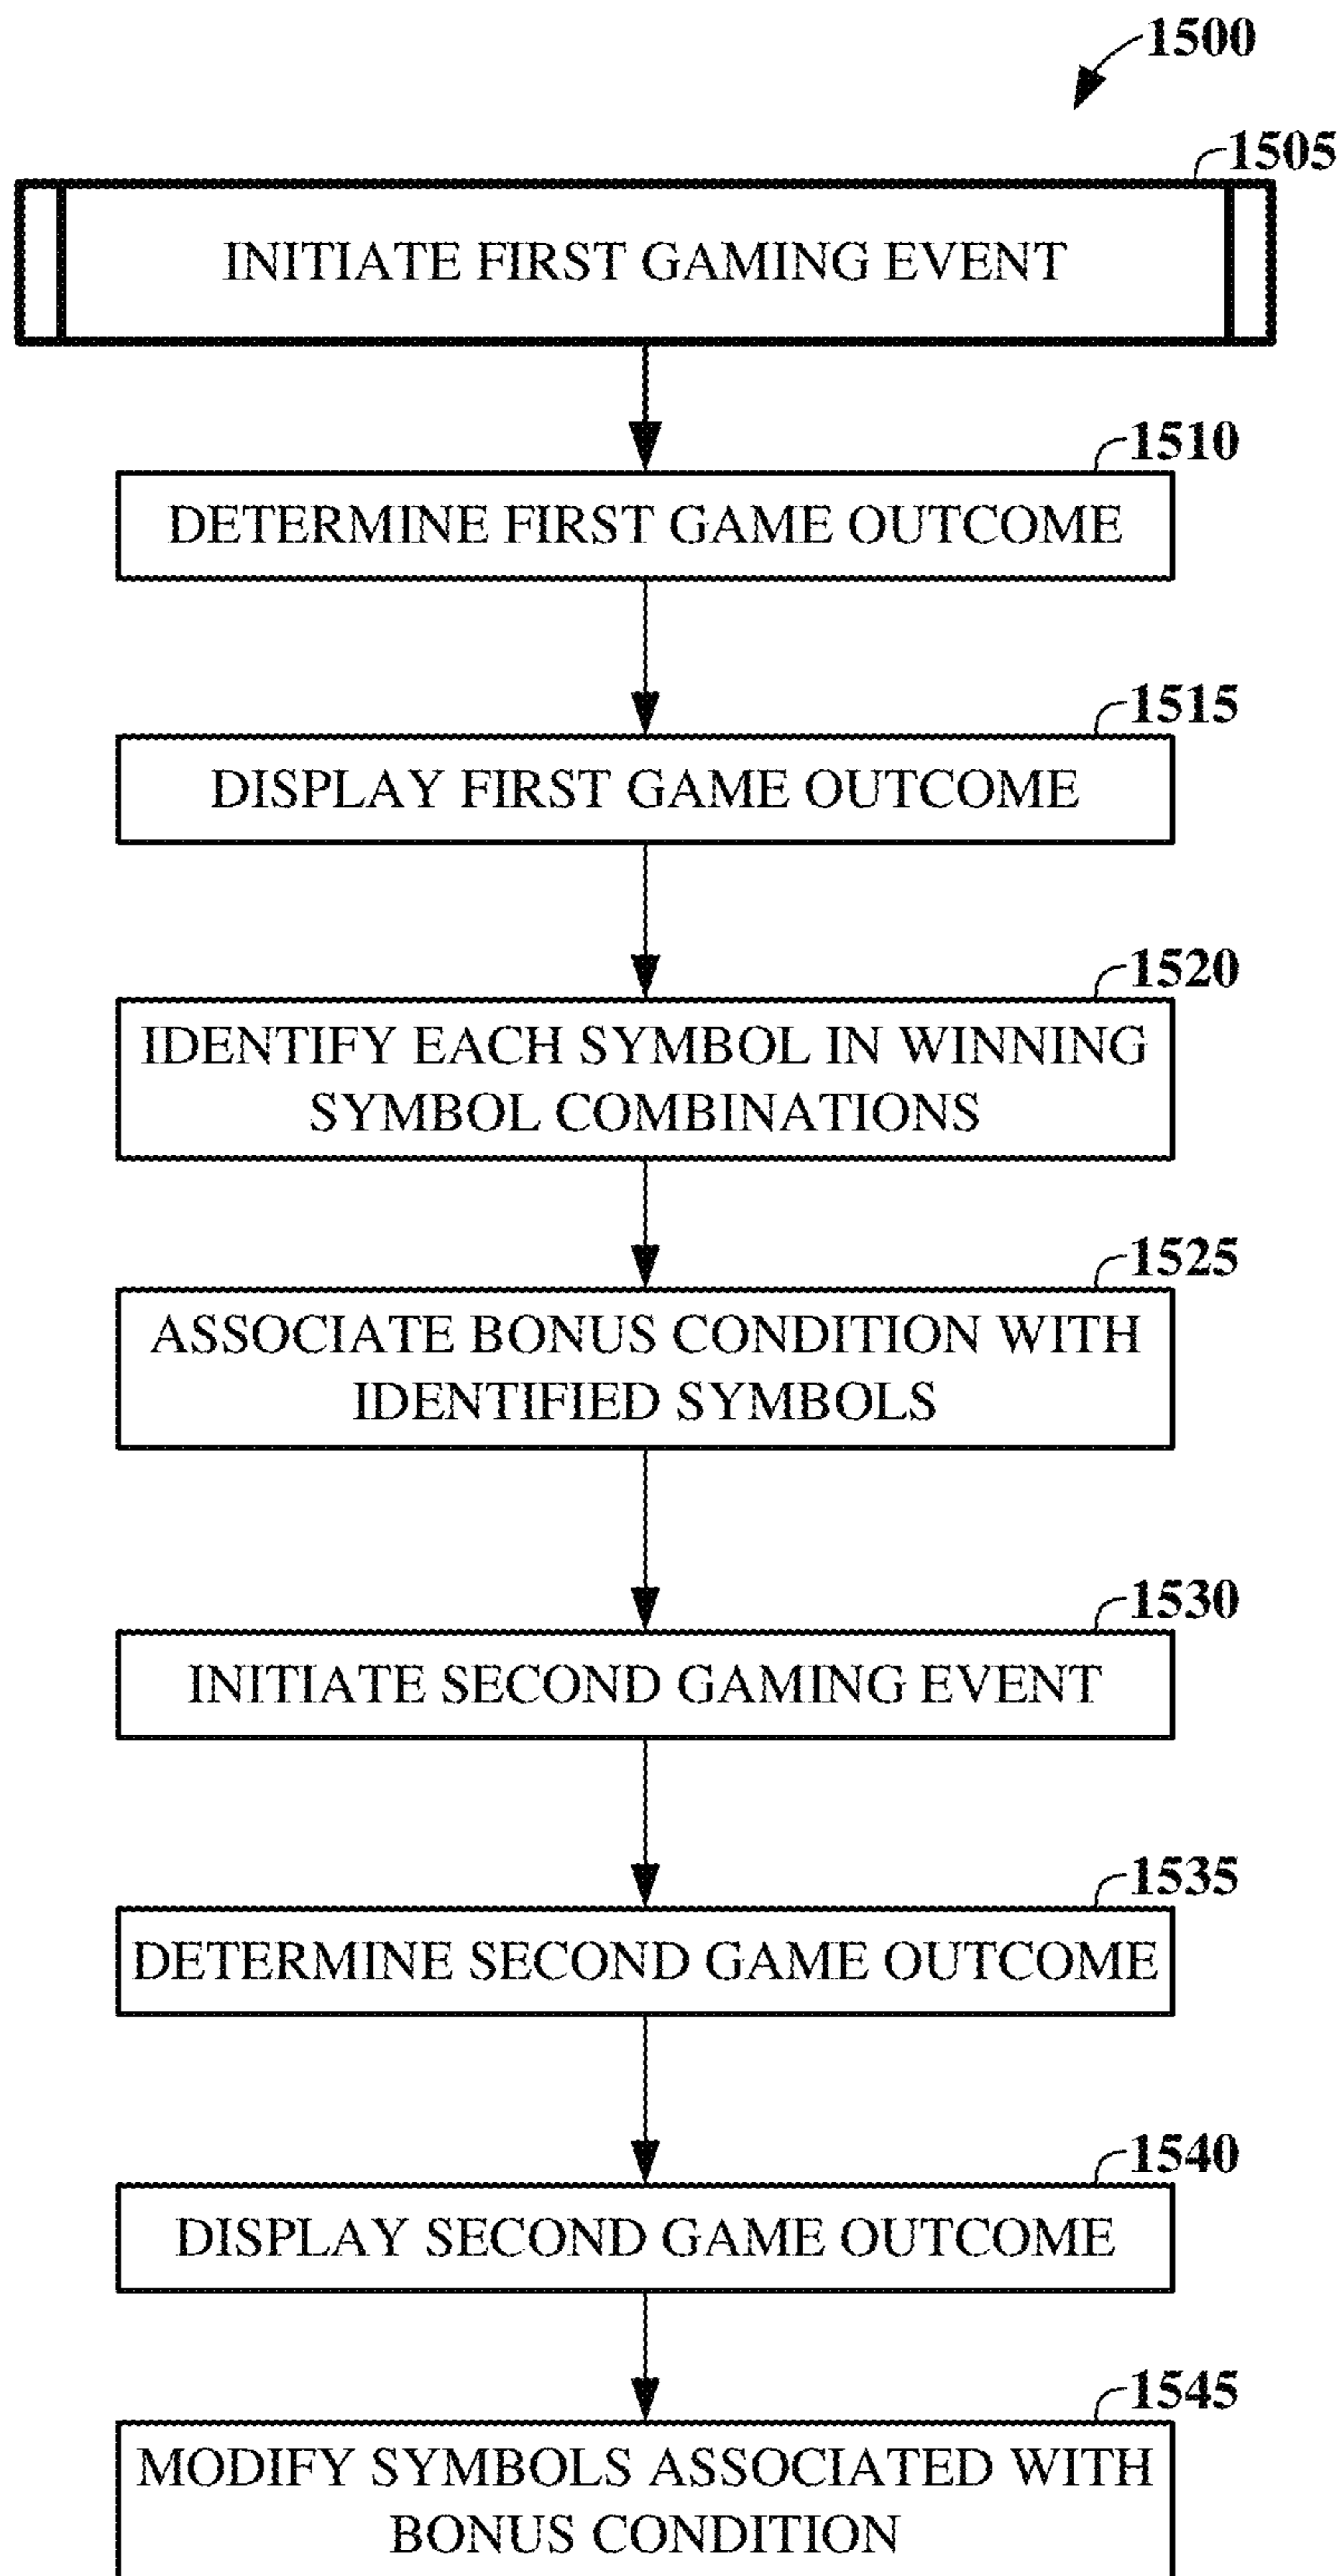 1500
1505
INITIATE FIRST GAMING EVENT
1510
DETERMINE FIRST GAME OUTCOME
1515
DISPLAY FIRST GAME OUTCOME
1520
IDENTIFY EACH SYMBOL IN WINNING
SYMBOL COMBINATIONS
1525
ASSOCIATE BONUS CONDITION WITH
IDENTIFIED SYMBOLS
1530
INITIATE SECOND GAMING EVENT
1535
DETERMINE SECOND GAME OUTCOME
1540
DISPLAY SECOND GAME OUTCOME
1545
MODIFY SYMBOLS ASSOCIATED WITH
BONUS CONDITION